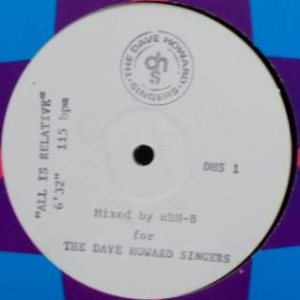 THE DAVE HOWARD SINGERS
dhs
"ALL IS RELATIVE"
6'32" 115 bpm
DHS 1
Mixed by
for
THE DAVE HOWARD SINGERS